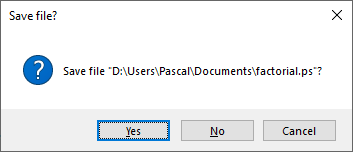 Save file?
Save file "D:\Users\Pascal\Documents\factorial.ps"?
Yes
No
Cancel